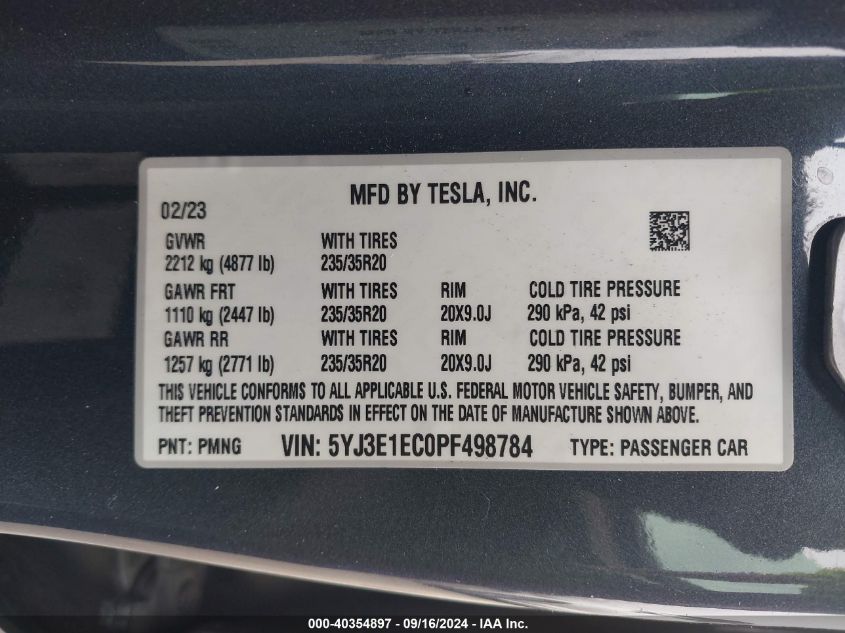 MFD BY TESLA, INC.
02/23
GVWR WITH TIRES
2212 kg (4877 lb) 235/35R20
GAWR FRT WITH TIRES RIM COLD TIRE PRESSURE
1110 kg (2447 lb) 235/35R20 20X9.0J 290 kPa, 42 psi
GAWR RR WITH TIRES RIM COLD TIRE PRESSURE
1257 kg (2771 lb) 235/35R20 20X9.0J 290 kPa, 42 psi
THIS VEHICLE CONFORMS TO ALL APPLICABLE U.S. FEDERAL MOTOR VEHICLE SAFETY, BUMPER, AND
THEFT PREVENTION STANDARDS IN EFFECT ON THE DATE OF MANUFACTURE SHOWN ABOVE.
PNT: PMNG VIN: 5YJ3E1EC0PF498784 TYPE: PASSENGER CAR
000-40354897 - 09/16/2024 - IAA Inc.